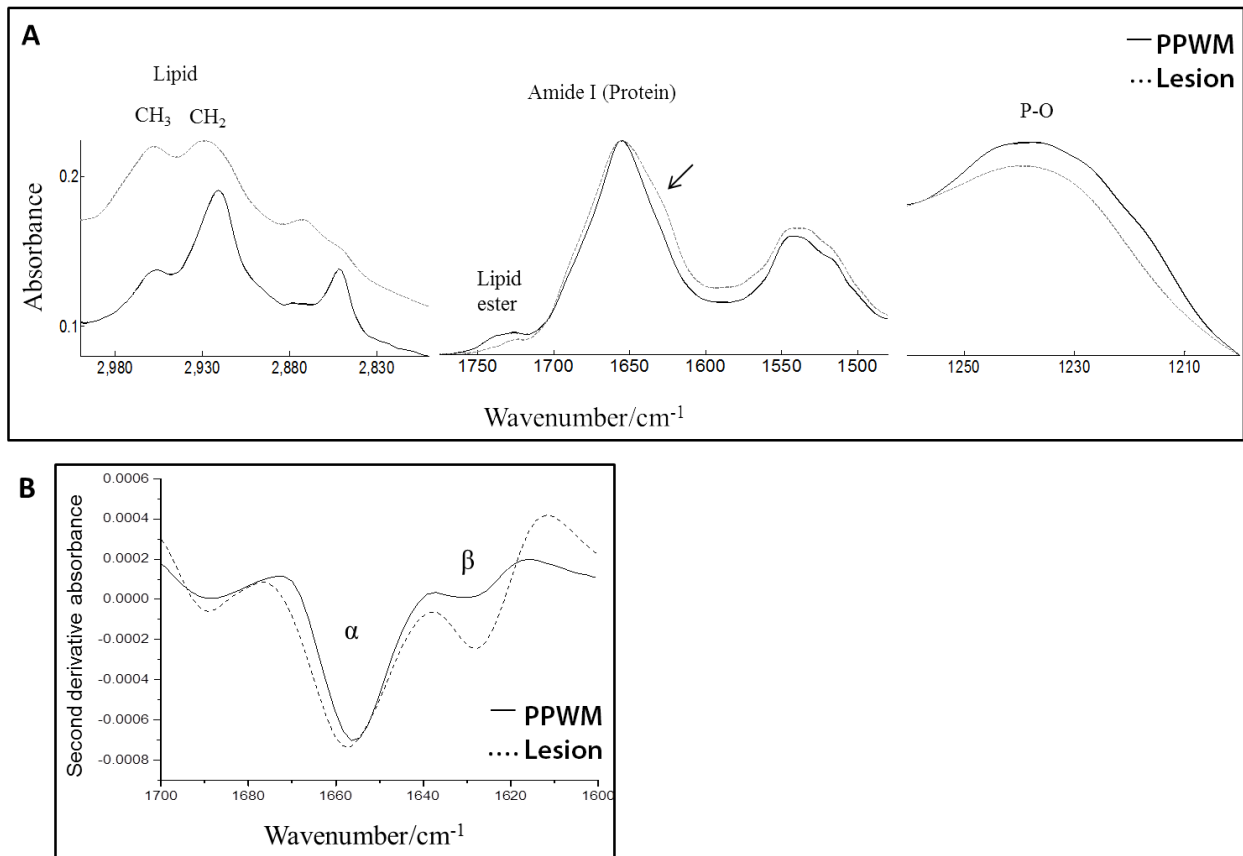 A
PPWM
Lesion
Lipid
CH3 CH2
Amide I (Protein)
P-O
Lipid
ester
Absorbance
0.2
0.1
2,980 2,930 2,880 2,830
1750 1700 1650 1600 1550 1500
1250 1230 1210
Wavenumber/cm-1
B
Second derivative absorbance
0.0006
0.0004
0.0002
0.0000
-0.0002
-0.0004
-0.0006
-0.0008
β
α
PPWM
Lesion
1700 1680 1660 1640 1620 1600
Wavenumber/cm-1